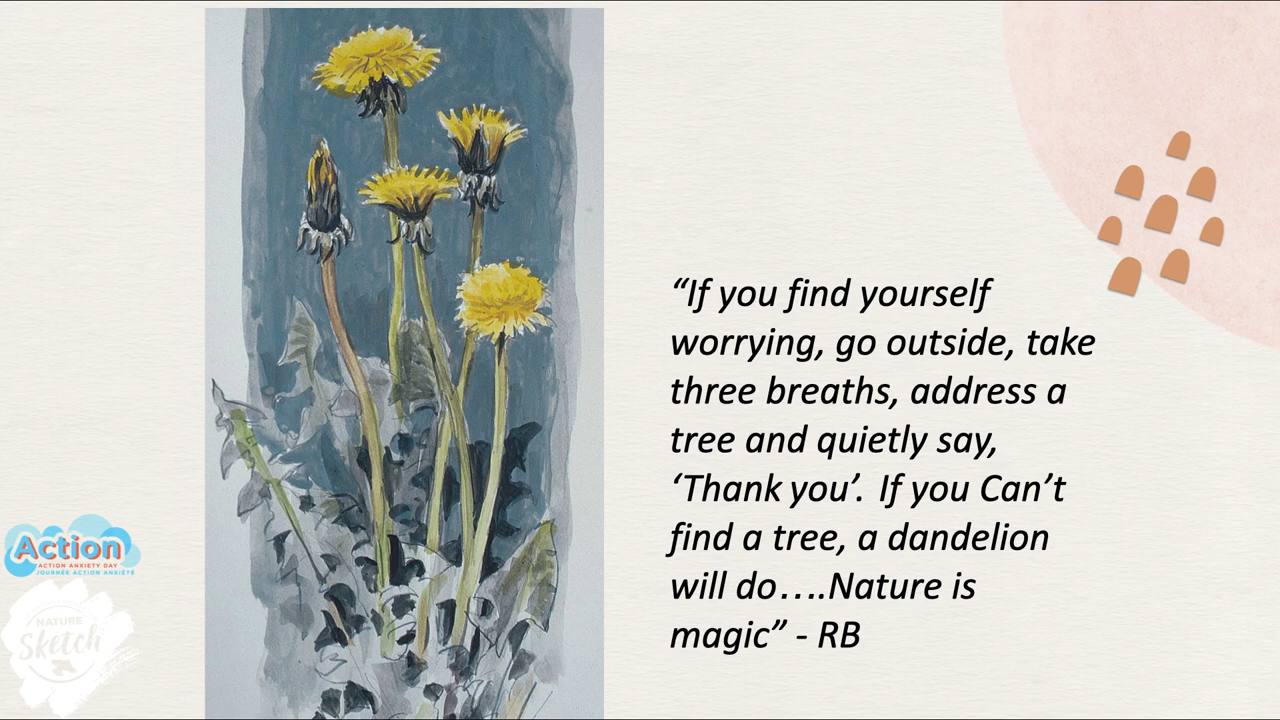 “If you find yourself
worrying, go outside, take
three breaths, address a
tree and quietly say,
‘Thank you’. If you Can’t
find a tree, a dandelion
will do….Nature is
magic” - RB
Action
ACTION ANXIETY DAY
JOURNÉE ACTION ANXIÉTÉ
NATURE
Sketch